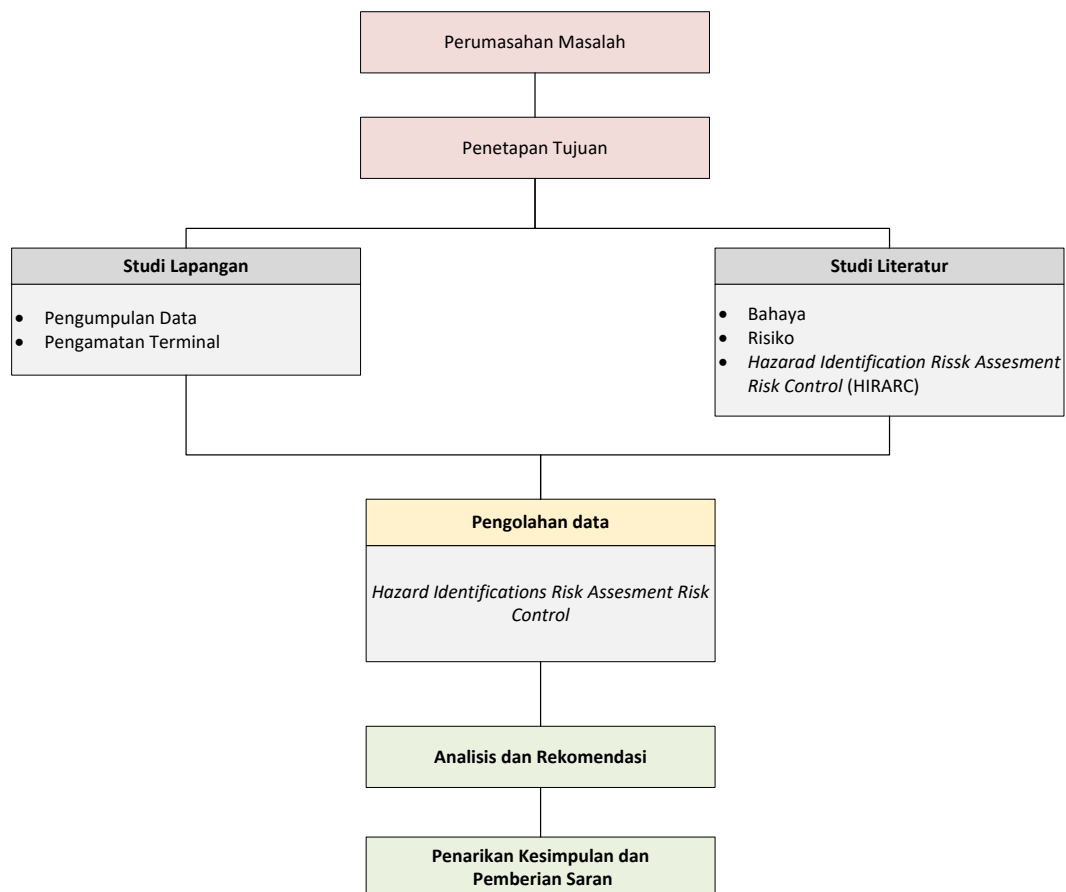 Perumasahan Masalah
Penetapan Tujuan
Studi Lapangan
• Pengumpulan Data
• Pengamatan Terminal
Studi Literatur
• Bahaya
• Risiko
• Hazarad Identification Rissk Assesment
Risk Control (HIRARC)
Pengolahan data
Hazard Identifications Risk Assesment Risk
Control
Analisis dan Rekomendasi
Penarikan Kesimpulan dan
Pemberian Saran